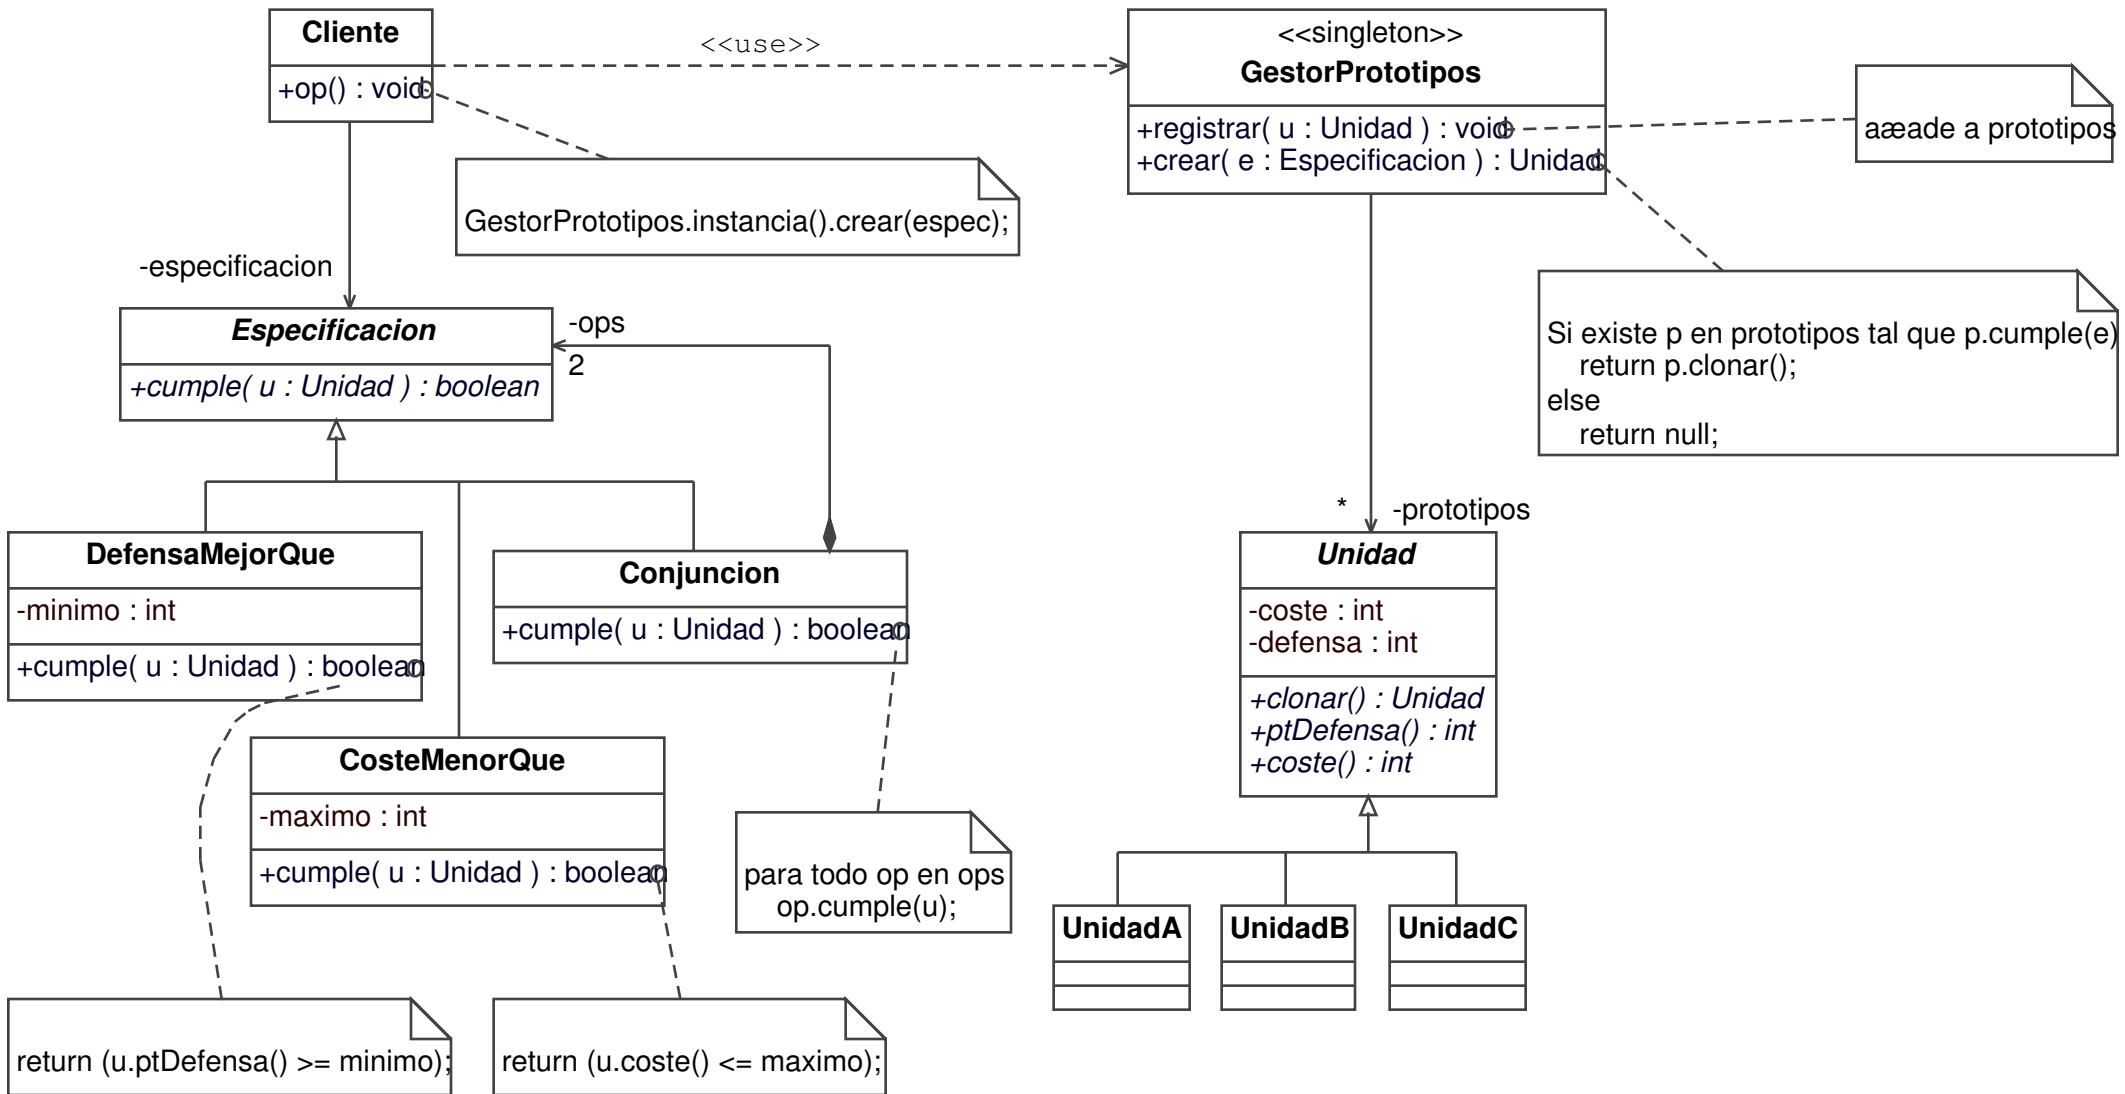 Cliente
+op() : void
<<use>>
<<singleton>>
GestorPrototipos
+registrar( u : Unidad ) : void
+crear( e : Especificacion ) : Unidad
aæade a prototipos
GestorPrototipos.instancia().crear(espec);
-especificacion
Especificacion
+cumple( u : Unidad ) : boolean
-ops
2
Si existe p en prototipos tal que p.cumple(e)
return p.clonar();
else
return null;
* -prototipos
DefensaMejorQue
-minimo : int
+cumple( u : Unidad ) : boolean
Conjuncion
+cumple( u : Unidad ) : boolean
Unidad
-coste : int
-defensa : int
+clonar() : Unidad
+ptDefensa() : int
+coste() : int
CosteMenorQue
-maximo : int
+cumple( u : Unidad ) : boolean
para todo op en ops
op.cumple(u);
UnidadA
UnidadB
UnidadC
return (u.ptDefensa() >= minimo);
return (u.coste() <= maximo);